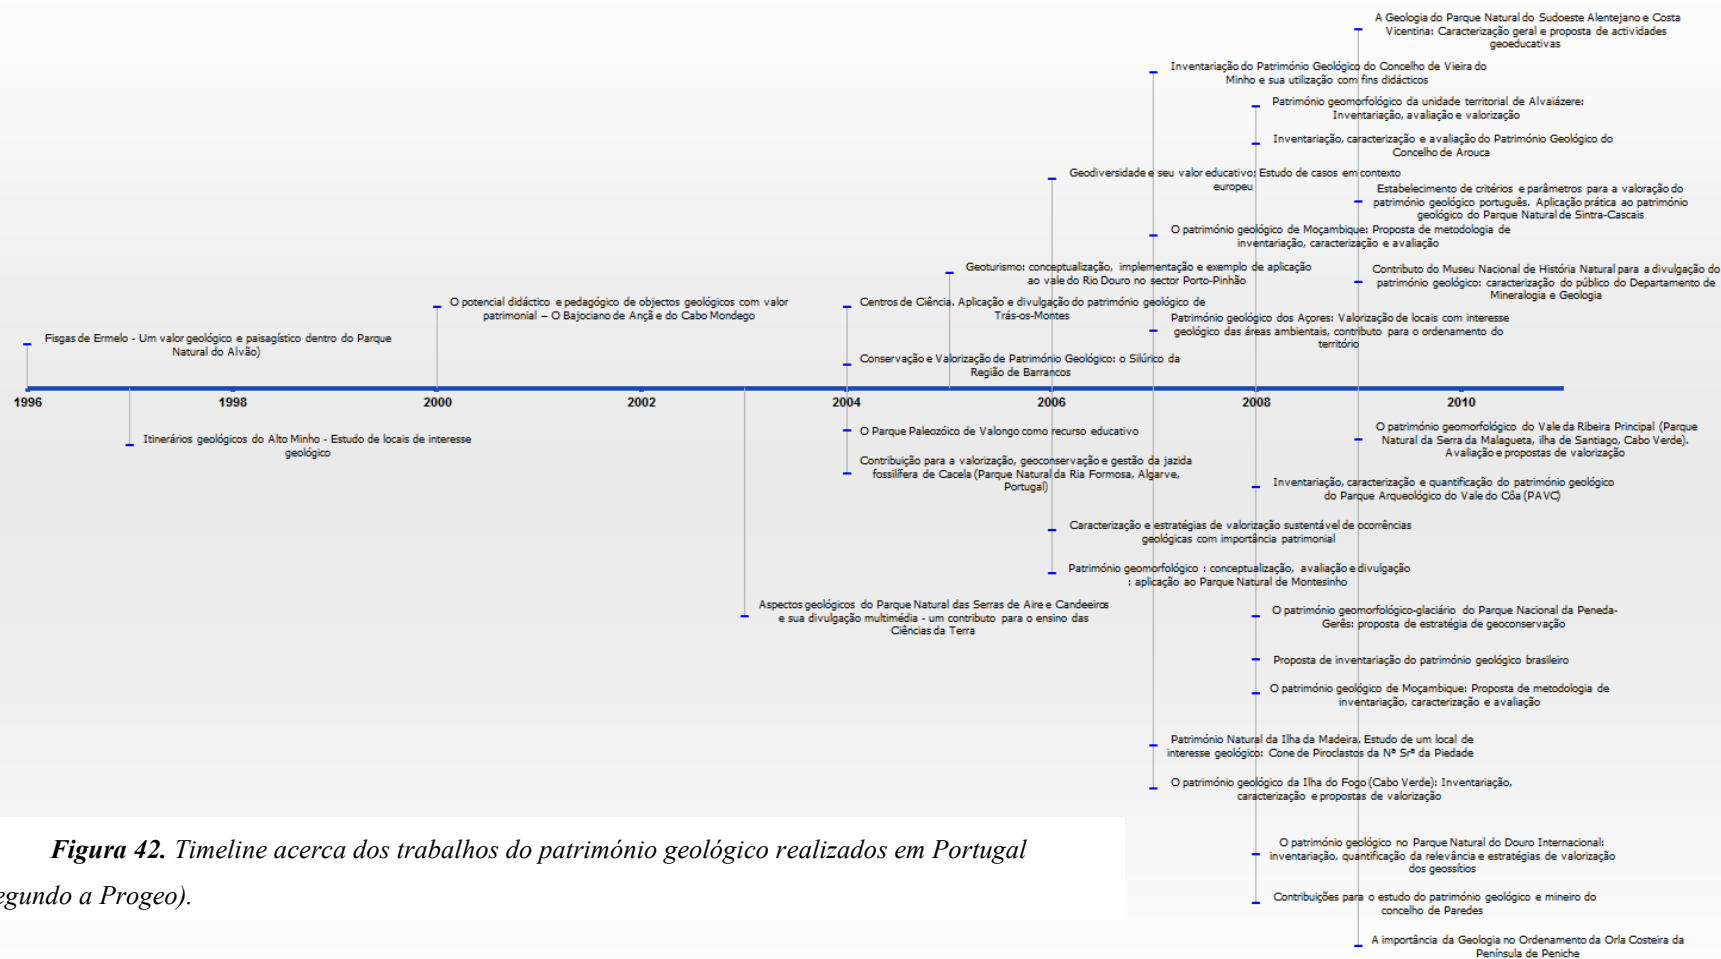 A Geologia do Parque Natural do Sudoeste Alentejano e Costa
Vicentina: Caracterização geral e proposta de actividades
geoeducativas
Inventariação do Património Geológico do Concelho de Vieira do
Minho e sua utilização com fins didácticos
Património geomorfológico da unidade territorial de Alvaiázere:
Inventariação, avaliação e valorização
Inventariação, caracterização e avaliação do Património Geológico do
Concelho de Arouca
Geodiversidade e seu valor educativo: Estudo de casos em contexto
europeu
Estabelecimento de critérios e parâmetros para a valoração do
património geológico português. Aplicação prática ao património
geológico do Parque Natural de Sintra-Cascais
O património geológico de Moçambique: Proposta de metodologia de
inventariação, caracterização e avaliação
Geoturismo: conceptualização, implementação e exemplo de aplicação
ao vale do Rio Douro no sector Porto-Pinhão
Contributo do Museu Nacional de História Natural para a divulgação do
património geológico: caracterização do público do Departamento de
Mineralogia e Geologia
O potencial didáctico e pedagógico de objectos geológicos com valor
patrimonial – O Bajociano de Ançã e do Cabo Mondego
Centros de Ciência. Aplicação e divulgação do património geológico de
Trás-os-Montes
Património geológico dos Açores: Valorização de locais com interesse
geológico das áreas ambientais, contributo para o ordenamento do
território
Fisgas de Ermelo - Um valor geológico e paisagístico dentro do Parque
Natural do Alvão)
Conservação e Valorização de Património Geológico: o Silúrico da
Região de Barrancos
1996 1998 2000 2002 2004 2006 2008 2010
Itinerários geológicos do Alto Minho - Estudo de locais de interesse
geológico
O Parque Paleozóico de Valongo como recurso educativo
O património geomorfológico do Vale da Ribeira Principal (Parque
Natural da Serra da Malagueta, ilha de Santiago, Cabo Verde).
Avaliação e propostas de valorização
Contribuição para a valorização, geoconservação e gestão da jazida
fossilífera de Cacela (Parque Natural da Ria Formosa, Algarve,
Portugal)
Inventariação, caracterização e quantificação do património geológico
do Parque Arqueológico do Vale do Côa (PAVC)
Caracterização e estratégias de valorização sustentável de ocorrências
geológicas com importância patrimonial
Património geomorfológico : conceptualização, avaliação e divulgação
: aplicação ao Parque Natural de Montesinho
Aspectos geológicos do Parque Natural das Serras de Aire e Candeeiros
e sua divulgação multimédia - um contributo para o ensino das
Ciências da Terra
O património geomorfológico-glaciário do Parque Nacional da Peneda-
Gerês: proposta de estratégia de geoconservação
Proposta de inventariação do património geológico brasileiro
O património geológico de Moçambique: Proposta de metodologia de
inventariação, caracterização e avaliação
Património Natural da Ilha da Madeira. Estudo de um local de
interesse geológico: Cone de Piroclastos da Nª Srª da Piedade
O património geológico da Ilha do Fogo (Cabo Verde): Inventariação,
caracterização e propostas de valorização
O património geológico no Parque Natural do Douro Internacional:
inventariação, quantificação da relevância e estratégias de valorização
dos geossítios
Contribuições para o estudo do património geológico e mineiro do
concelho de Paredes
A importância da Geologia no Ordenamento da Orla Costeira da
Península de Peniche
Figura 42. Timeline acerca dos trabalhos do património geológico realizados em Portugal
egundo a Progeo).